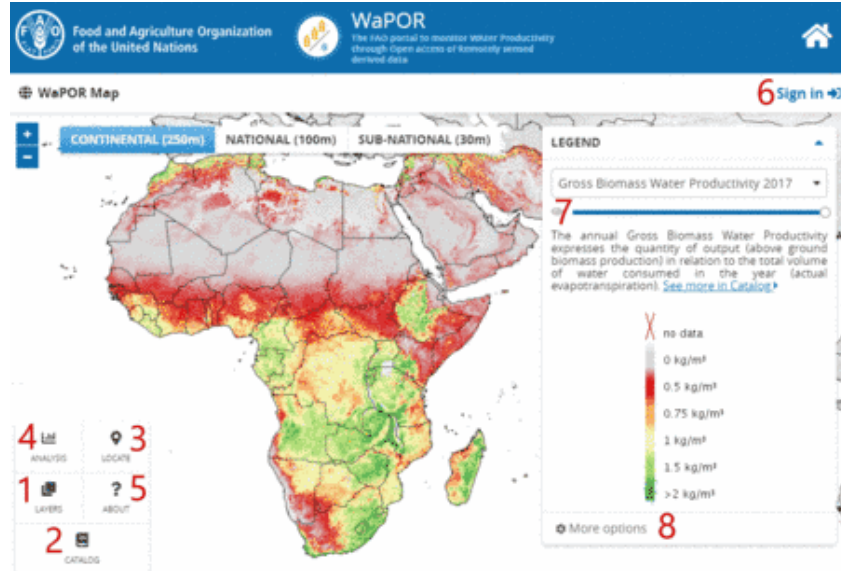 Food and Agriculture Organization
of the United Nations
WaPOR
The FAO portal to monitor Water Productivity
through Open access of Remotely sensed
derived data
WaPOR Map
6 Sign in
+
−
CONTINENTAL (250m) NATIONAL (100m) SUB-NATIONAL (30m)
LEGEND
Gross Biomass Water Productivity 2017
7
The annual Gross Biomass Water Productivity
expresses the quantity of output (above ground
biomass production) in relation to the total volume
of water consumed in the year (actual
evapotranspiration). See more in Catalog
no data
0 kg/m³
0.5 kg/m³
0.75 kg/m³
1 kg/m³
1.5 kg/m³
>2 kg/m³
More options 8
4 3
ANALYSIS LOCATE
1 ? 5
LAYERS ABOUT
2
CATALOG